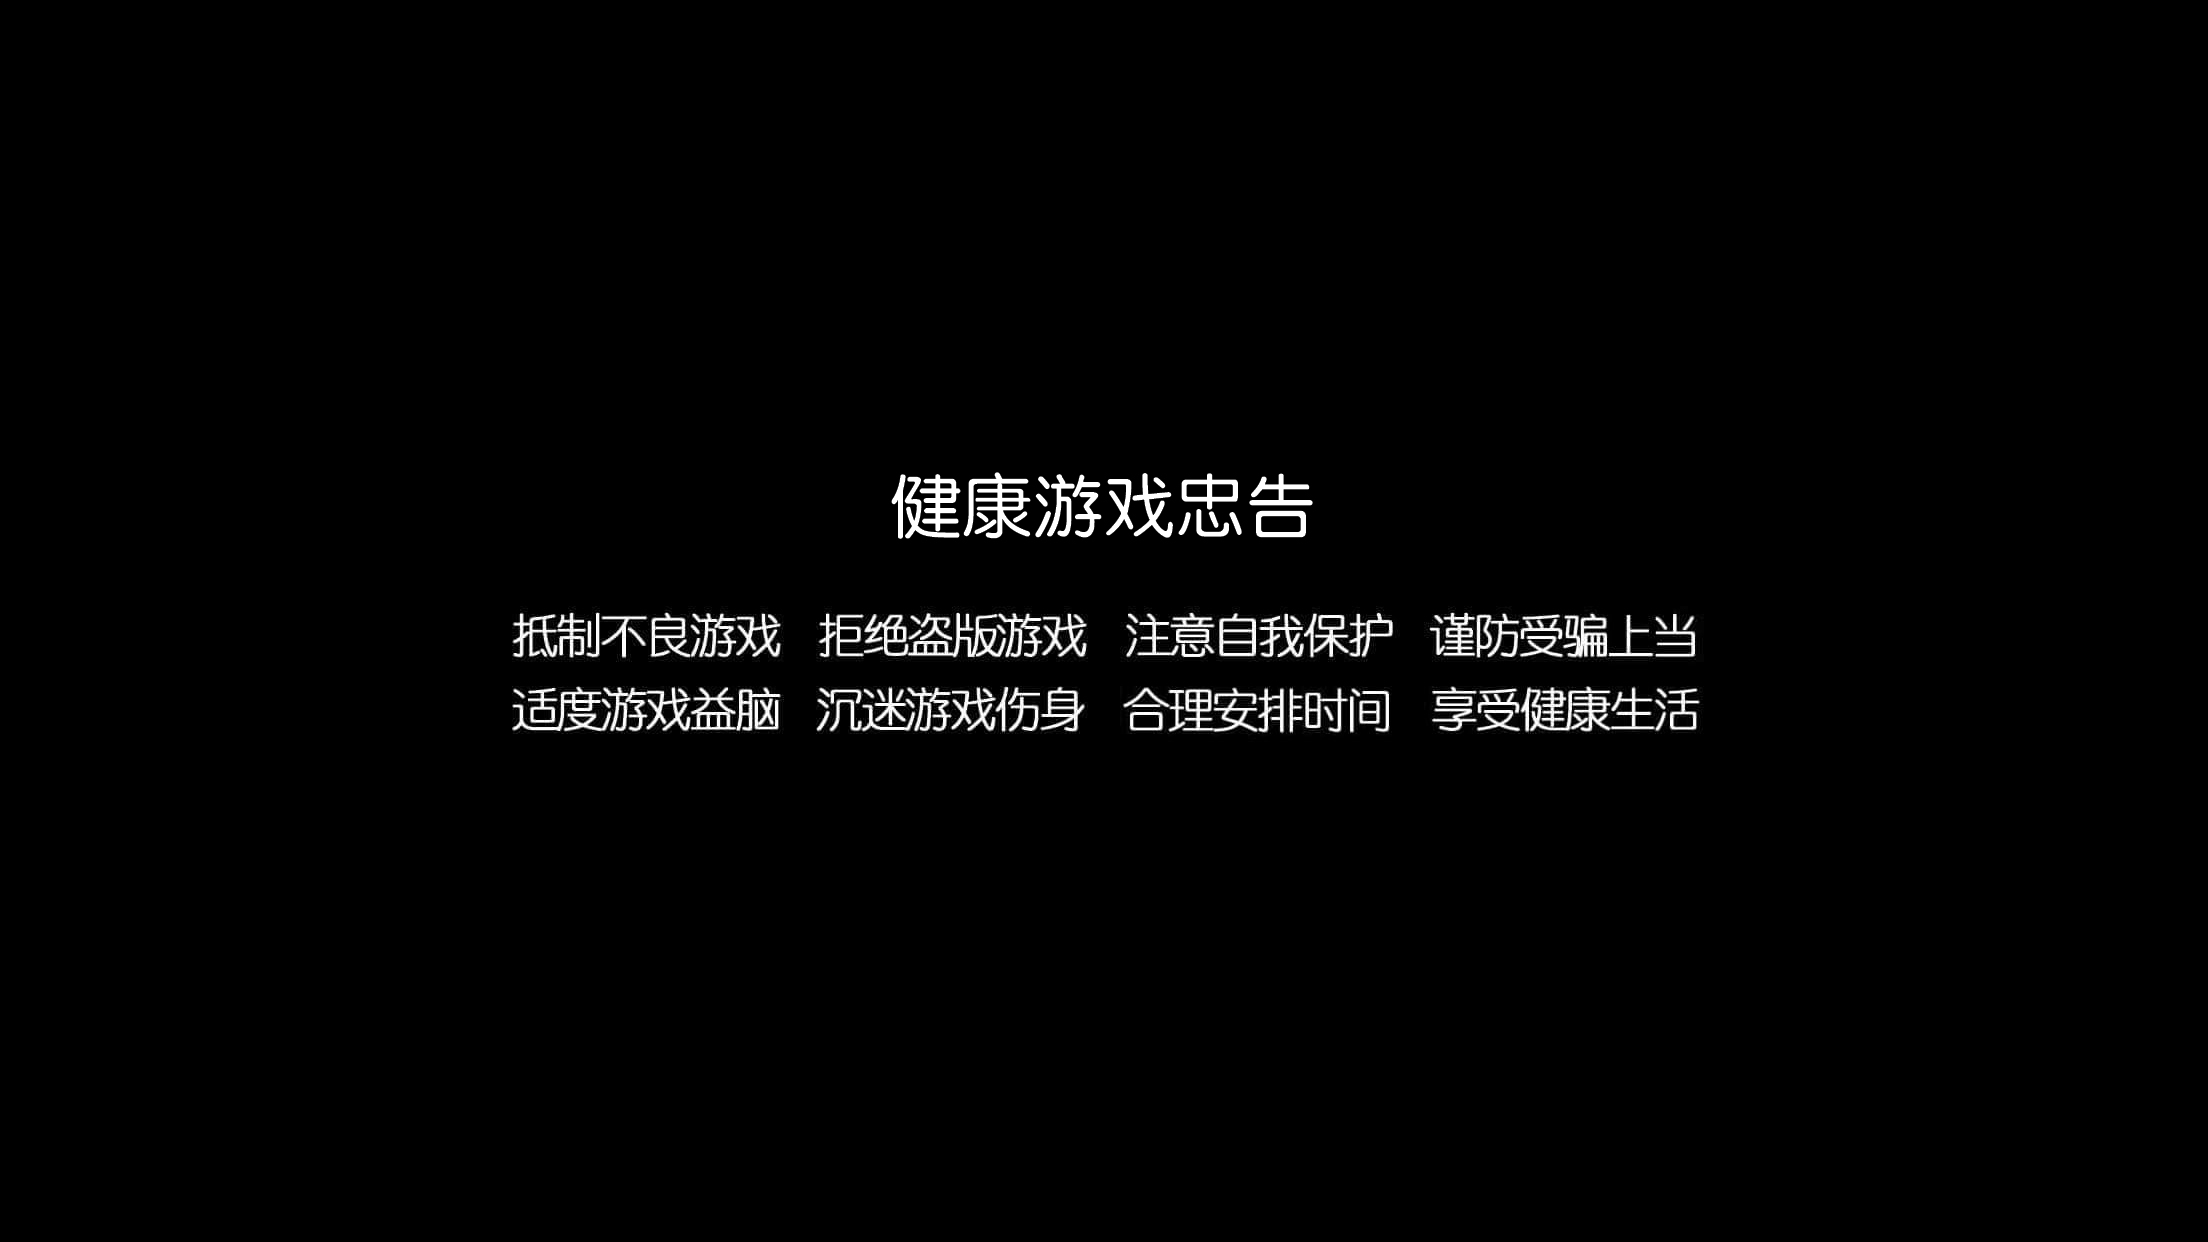 健康游戏忠告
抵制不良游戏 拒绝盗版游戏 注意自我保护 谨防受骗上当
适度游戏益脑 沉迷游戏伤身 合理安排时间 享受健康生活